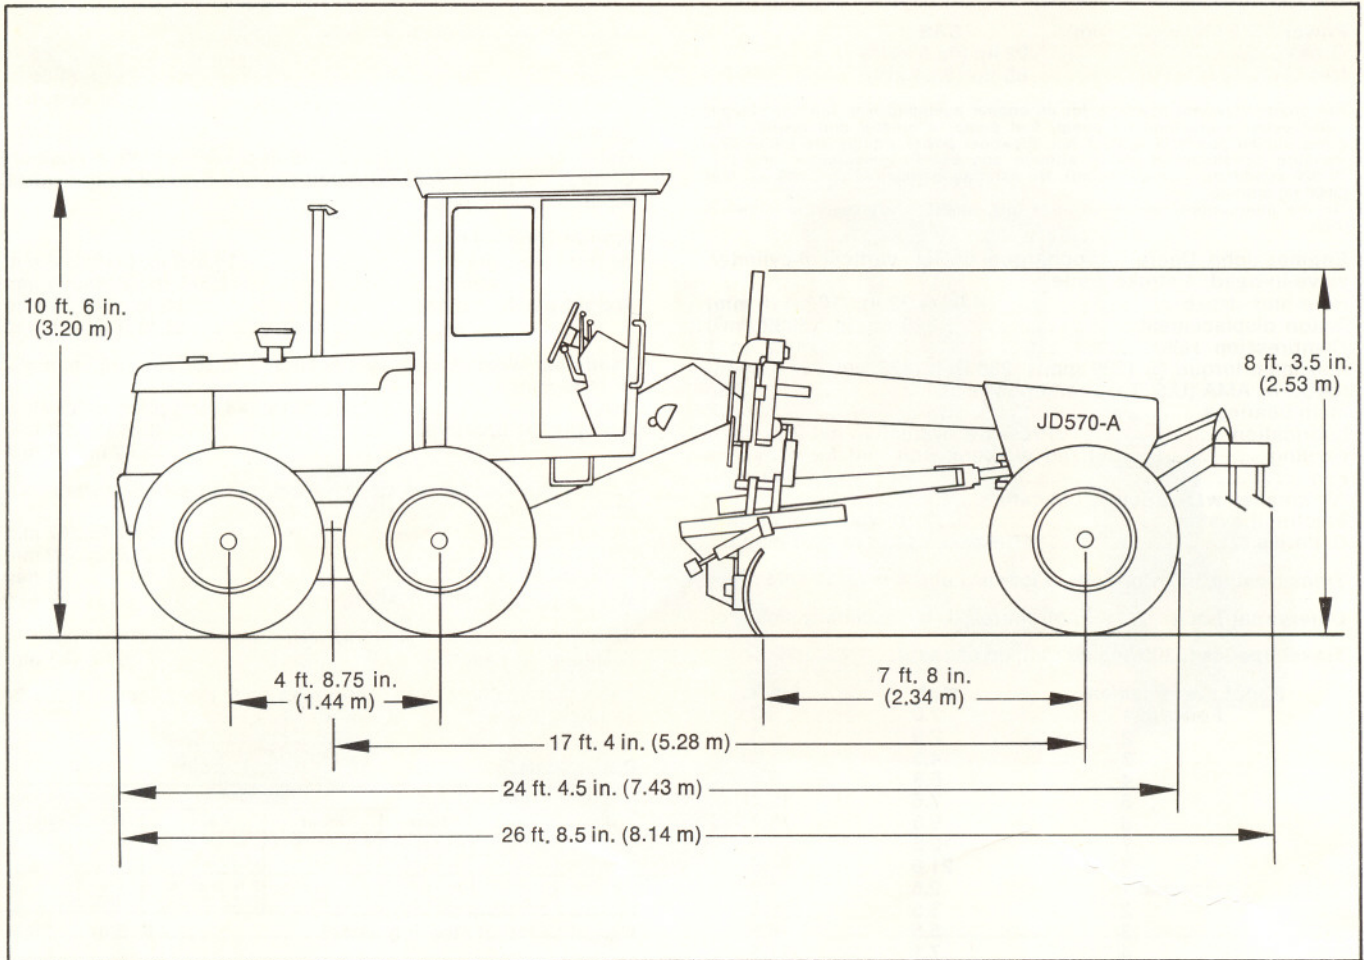 10 ft. 6 in.
(3.20 m)
8 ft. 3.5 in.
(2.53 m)
JD570-A
4 ft. 8.75 in.
(1.44 m)
7 ft. 8 in.
(2.34 m)
17 ft. 4 in. (5.28 m)
24 ft. 4.5 in. (7.43 m)
26 ft. 8.5 in. (8.14 m)